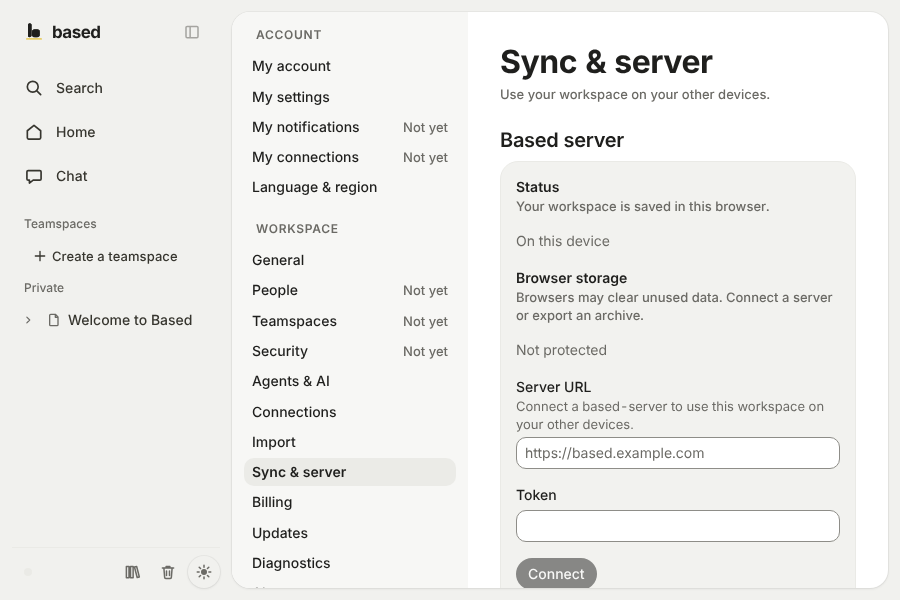 based
Search
Home
Chat
Teamspaces
Create a teamspace
Private
Welcome to Based
ACCOUNT
My account
My settings
My notifications Not yet
My connections Not yet
Language & region
WORKSPACE
General
People Not yet
Teamspaces Not yet
Security Not yet
Agents & AI
Connections
Import
Sync & server
Billing
Updates
Diagnostics
Sync & server
Use your workspace on your other devices.
Based server
Status
Your workspace is saved in this browser.
On this device
Browser storage
Browsers may clear unused data. Connect a server
or export an archive.
Not protected
Server URL
Connect a based-server to use this workspace on
your other devices.
https://based.example.com
Token
Connect